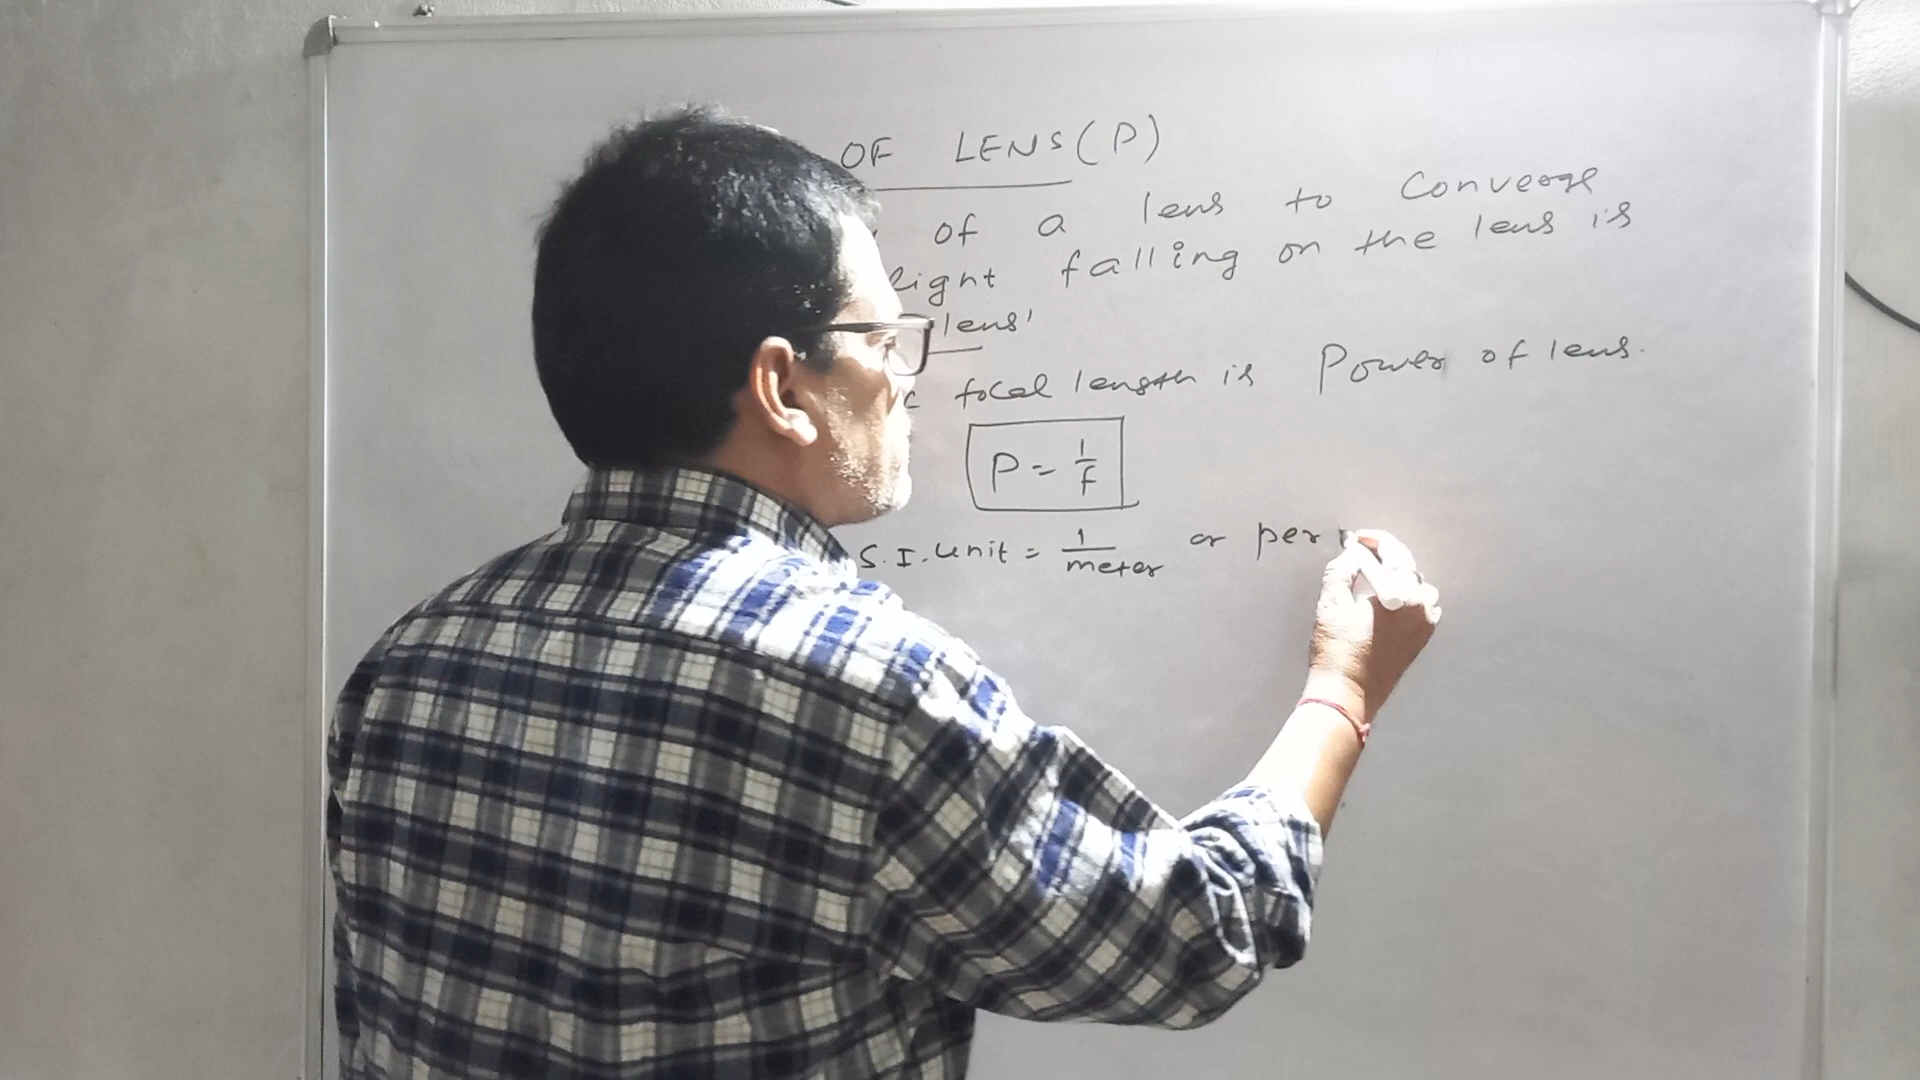 OF LENS (P)
of a lens to converge
light falling on the lens is
lens'
focal length is Power of lens.
P = 1/F
S.I. unit = 1/meter or per